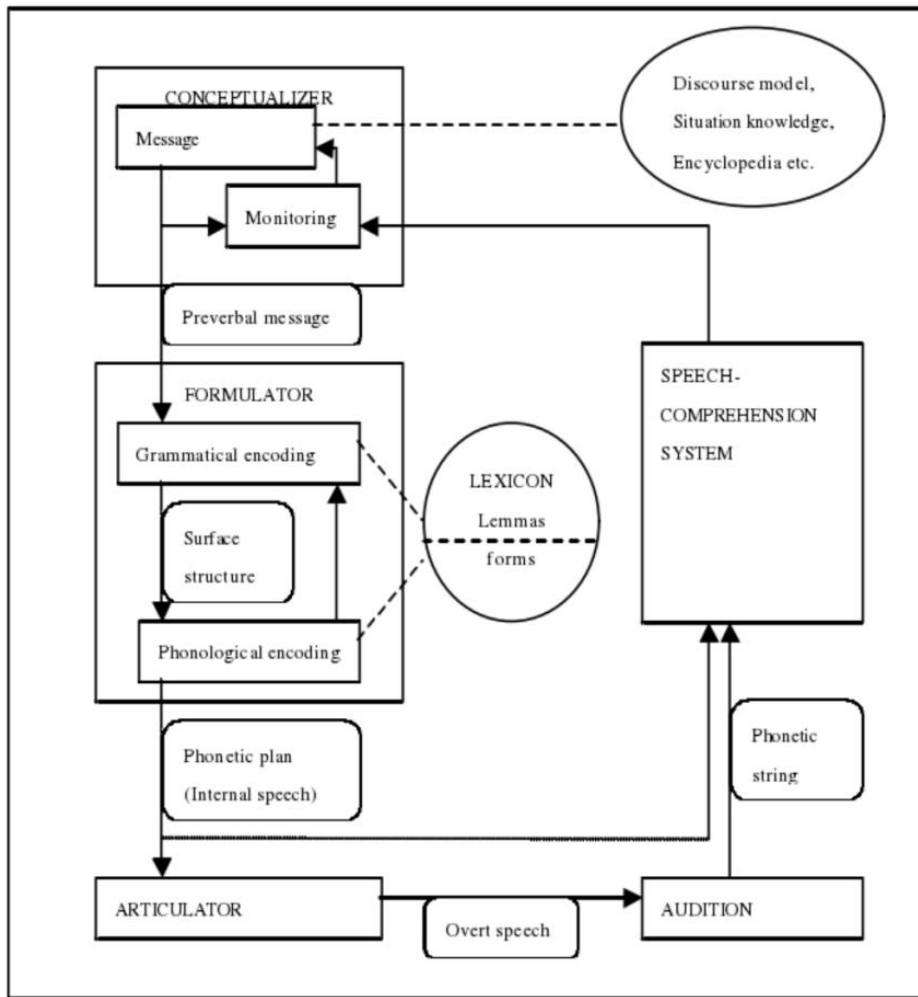 CONCEPTUALIZER
Message
Monitoring
Discourse model,
Situation knowledge,
Encyclopedia etc.
Preverbal message
FORMULATOR
Grammatical encoding
Surface
structure
Phonological encoding
LEXICON
Lemmas
forms
SPEECH-
COMPREHENSION
SYSTEM
Phonetic plan
(Internal speech)
Phonetic
string
ARTICULATOR
Overt speech
AUDITION